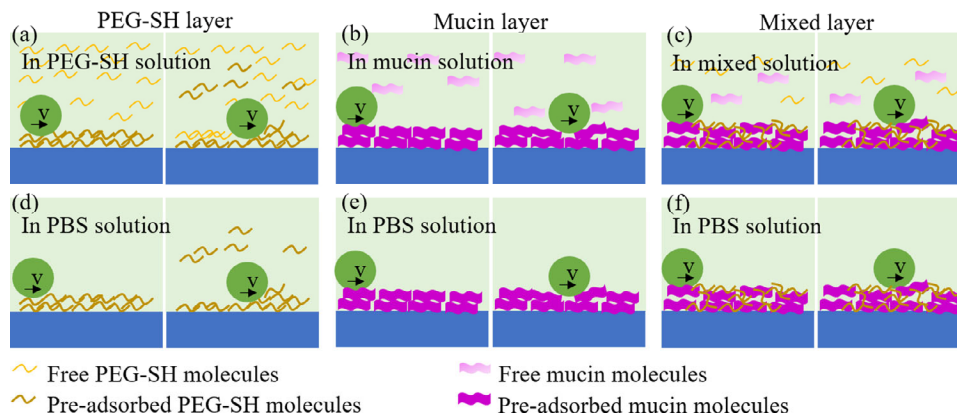 PEG-SH layer
Mucin layer
Mixed layer
(a)
In PEG-SH solution
(b)
In mucin solution
(c)
In mixed solution
V
V
V
V
V
V
(d)
In PBS solution
(e)
In PBS solution
(f)
In PBS solution
V
V
V
V
V
V
Free PEG-SH molecules
Free mucin molecules
Pre-adsorbed PEG-SH molecules
Pre-adsorbed mucin molecules